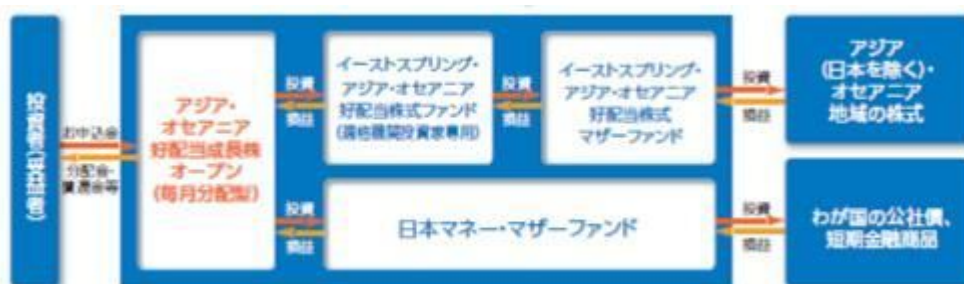 投資者(受益者)
お申込金
分配金・
償還金等
アジア・
オセアニア
好配当成長株
オープン
(毎月分配型)
投資
損益
イーストスプリング・
アジア・オセアニア
好配当株式ファンド
(適格機関投資家専用)
投資
損益
イーストスプリング・
アジア・オセアニア
好配当株式
マザーファンド
投資
損益
アジア
(日本を除く)・
オセアニア
地域の株式
投資
損益
日本マネー・マザーファンド
投資
損益
わが国の公社債、
短期金融商品